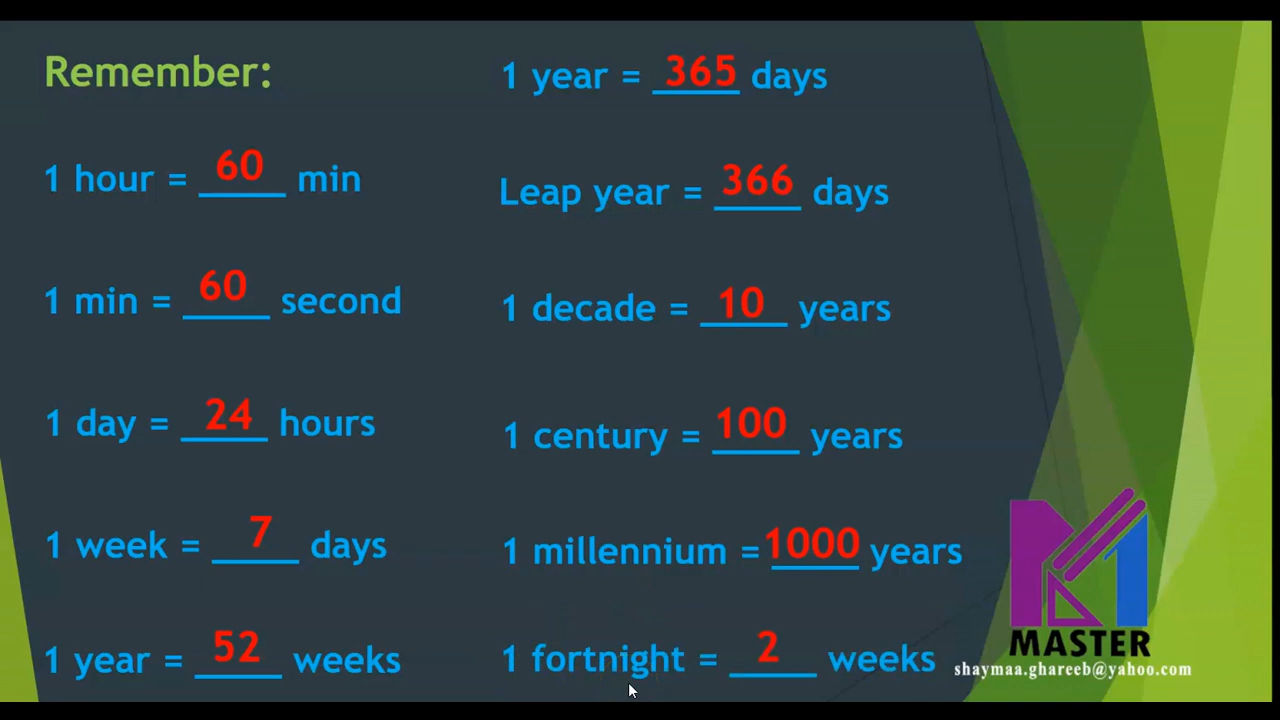 Remember:
1 hour = 60 min
1 min = 60 second
1 day = 24 hours
1 week = 7 days
1 year = 52 weeks
1 year = 365 days
Leap year = 366 days
1 decade = 10 years
1 century = 100 years
1 millennium = 1000 years
1 fortnight = 2 weeks
M1
MASTER
shaymaa.ghareeb@yahoo.com